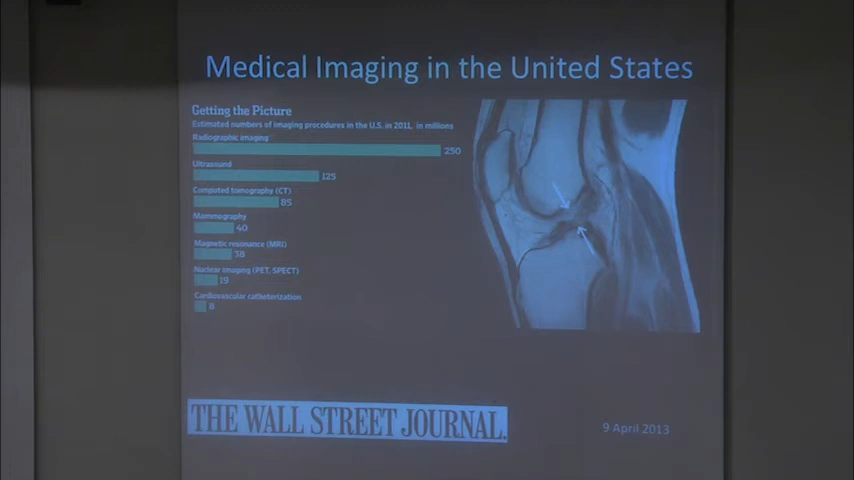 Medical Imaging in the United States
Getting the Picture
Estimated numbers of imaging procedures in the U.S. in 2011, in millions
Radiographic imaging
250
Ultrasound
125
Computed tomography (CT)
85
Mammography
40
Magnetic resonance (MRI)
38
Nuclear imaging (PET, SPECT)
19
Cardiovascular catheterization
8
THE WALL STREET JOURNAL.
9 April 2013